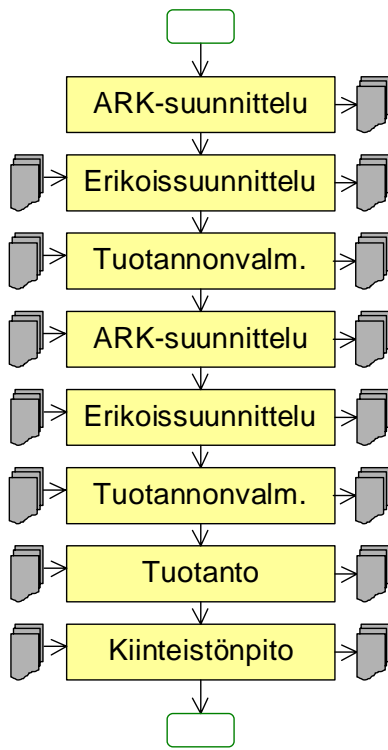 ARK-suunnittelu
Erikoissuunnittelu
Tuotannonvalm.
ARK-suunnittelu
Erikoissuunnittelu
Tuotannonvalm.
Tuotanto
Kiinteistönpito